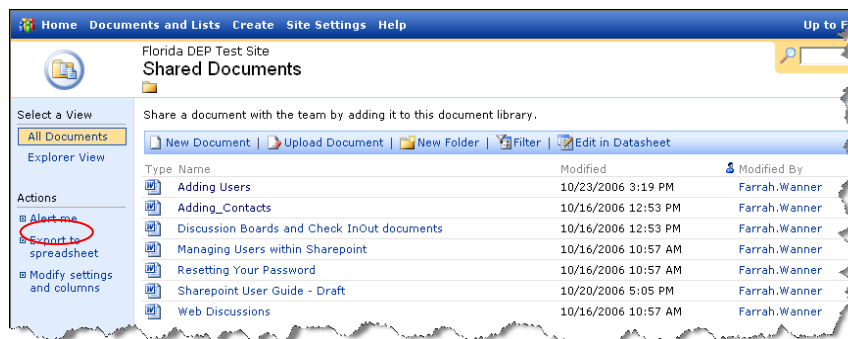 Home Documents and Lists Create Site Settings Help Up to F
Florida DEP Test Site
Shared Documents
Select a View
All Documents
Explorer View
Actions
Alert me
Export to
spreadsheet
Modify settings
and columns
Share a document with the team by adding it to this document library.
New Document | Upload Document | New Folder | Filter | Edit in Datasheet
Type Name Modified Modified By
Adding Users 10/23/2006 3:19 PM Farrah.Wanner
Adding_Contacts 10/16/2006 12:53 PM Farrah.Wanner
Discussion Boards and Check InOut documents 10/16/2006 12:53 PM Farrah.Wanner
Managing Users within Sharepoint 10/16/2006 10:57 AM Farrah.Wanner
Resetting Your Password 10/16/2006 10:57 AM Farrah.Wanner
Sharepoint User Guide - Draft 10/20/2006 5:05 PM Farrah.Wanner
Web Discussions 10/16/2006 10:57 AM Farrah.Wanner